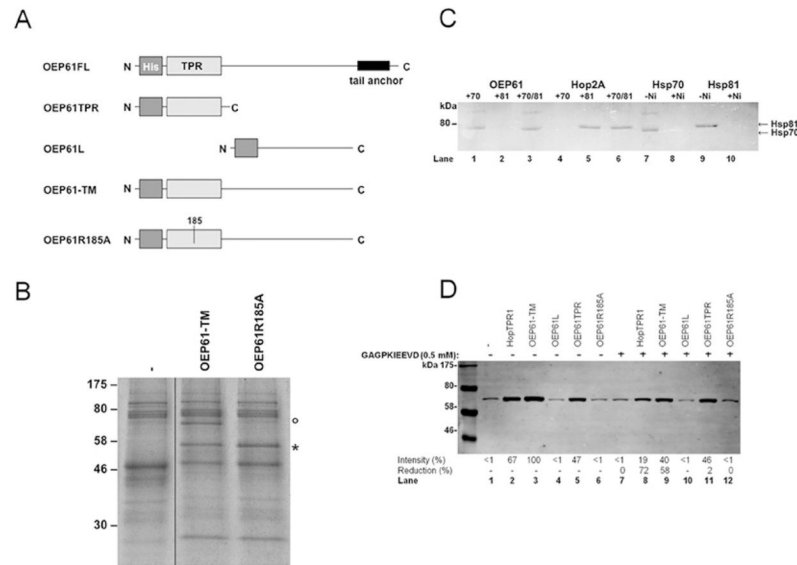 A
OEP61FL N His TPR C
tail anchor
OEP61TPR N C
OEP61L N C
OEP61-TM N C
185
OEP61R185A N C
B
- OEP61-TM OEP61R185A
175
80
58
46
30
°
*
C
OEP61 Hop2A Hsp70 Hsp81
kDa +70 +81 +70/81 +70 +81 +70/81 -Ni +Ni -Ni +Ni
80
Hsp81
Hsp70
Lane 1 2 3 4 5 6 7 8 9 10
D
- HopTPR1 OEP61-TM OEP61L OEP61TPR OEP61R185A HopTPR1 OEP61-TM OEP61L OEP61TPR OEP61R185A
GAGPKIEEVD (0.5 mM): - - - - - - + + + + + +
kDa 175-
80-
58-
46-
Intensity (%) <1 67 100 <1 47 <1 <1 19 40 <1 46 <1
Reduction (%) - - - - - - 0 72 58 - 2 0
Lane 1 2 3 4 5 6 7 8 9 10 11 12